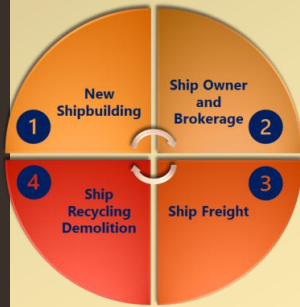 New
Shipbuilding
1
Ship Owner
and
Brokerage
2
Ship Freight
3
Ship
Recycling
Demolition
4